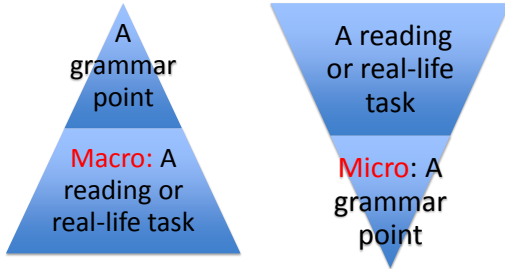 A
grammar
point
Macro: A
reading or
real-life task
A reading
or real-life
task
Micro: A
grammar
point